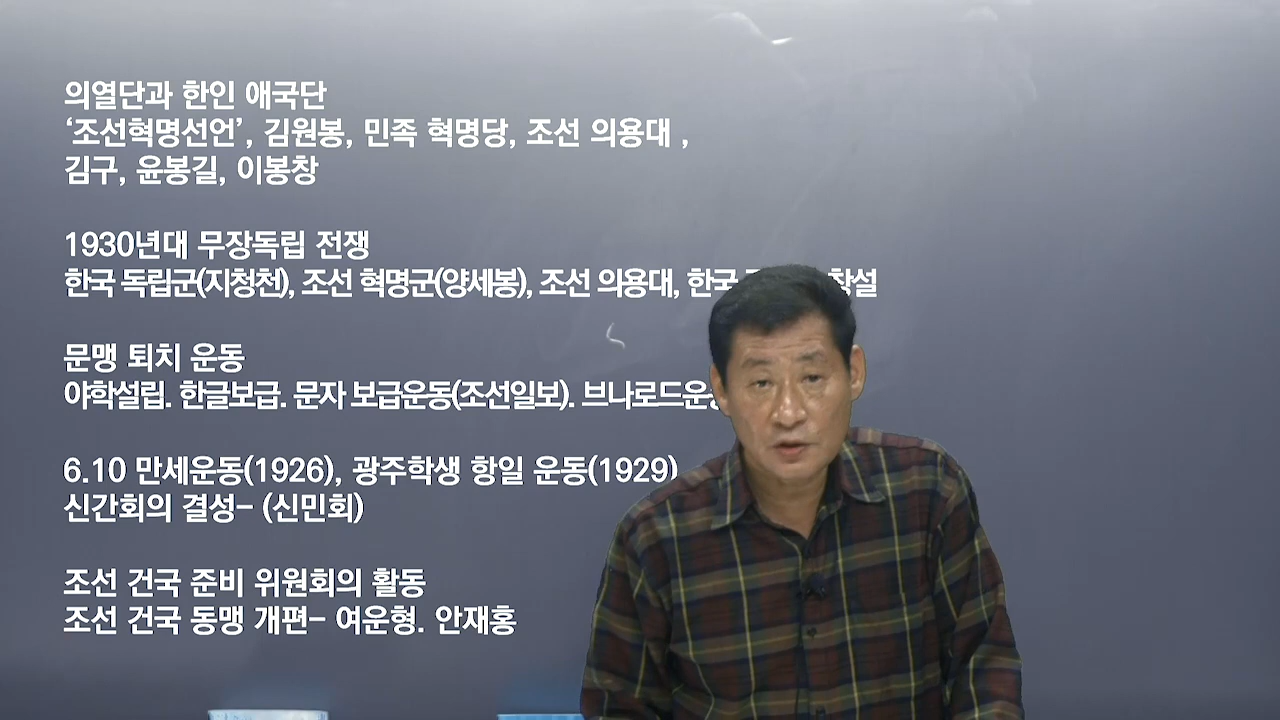 의열단과 한인 애국단
‘조선혁명선언’, 김원봉, 민족 혁명당, 조선 의용대 ,
김구, 윤봉길, 이봉창
1930년대 무장독립 전쟁
한국 독립군(지청천), 조선 혁명군(양세봉), 조선 의용대, 한국 창설
문맹 퇴치 운동
야학설립. 한글보급. 문자 보급운동(조선일보). 브나로드운
6.10 만세운동(1926), 광주학생 항일 운동(1929)
신간회의 결성- (신민회)
조선 건국 준비 위원회의 활동
조선 건국 동맹 개편- 여운형. 안재홍